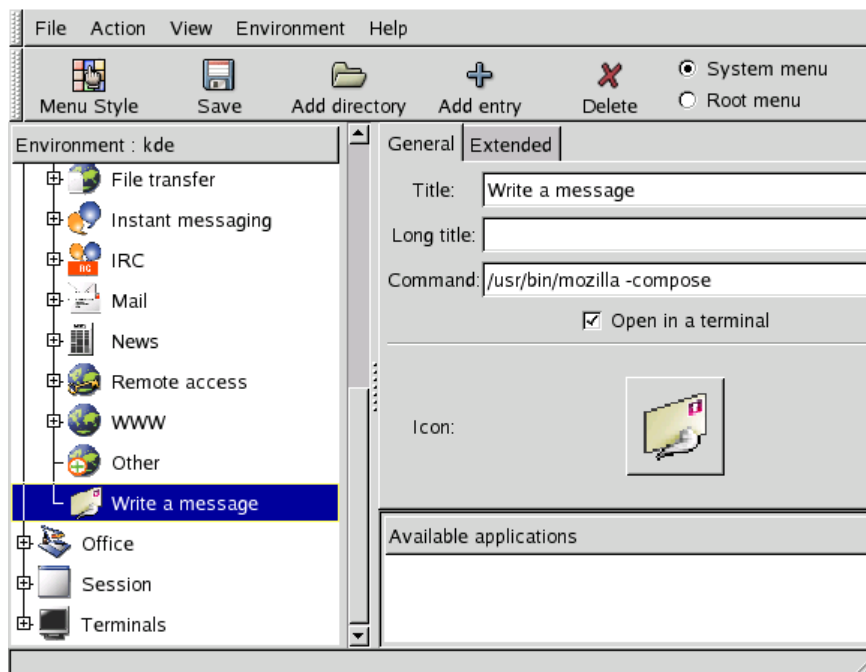 File Action View Environment Help
Menu Style Save Add directory Add entry Delete System menu
Root menu
Environment : kde
File transfer
Instant messaging
IRC
Mail
News
Remote access
WWW
Other
Write a message
Office
Session
Terminals
General Extended
Title: Write a message
Long title:
Command: /usr/bin/mozilla -compose
Open in a terminal
Icon:
Available applications